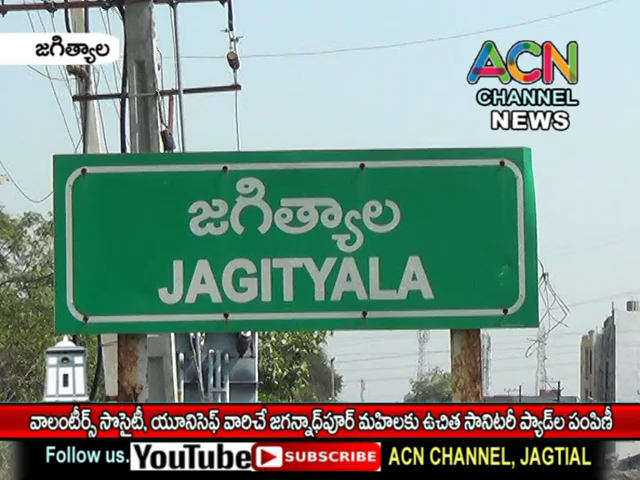 జగిత్యాల
ACN
CHANNEL
NEWS
జగిత్యాల
JAGITYALA
వాలంటీర్స్ సొసైటీ, యూనిసెఫ్ వారిచే జగన్నాధ్‌పూర్ మహిళలకు ఉచిత సానిటరీ ప్యాడ్‌ల పంపిణీ
Follow us. YouTube SUBSCRIBE ACN CHANNEL, JAGTIAL